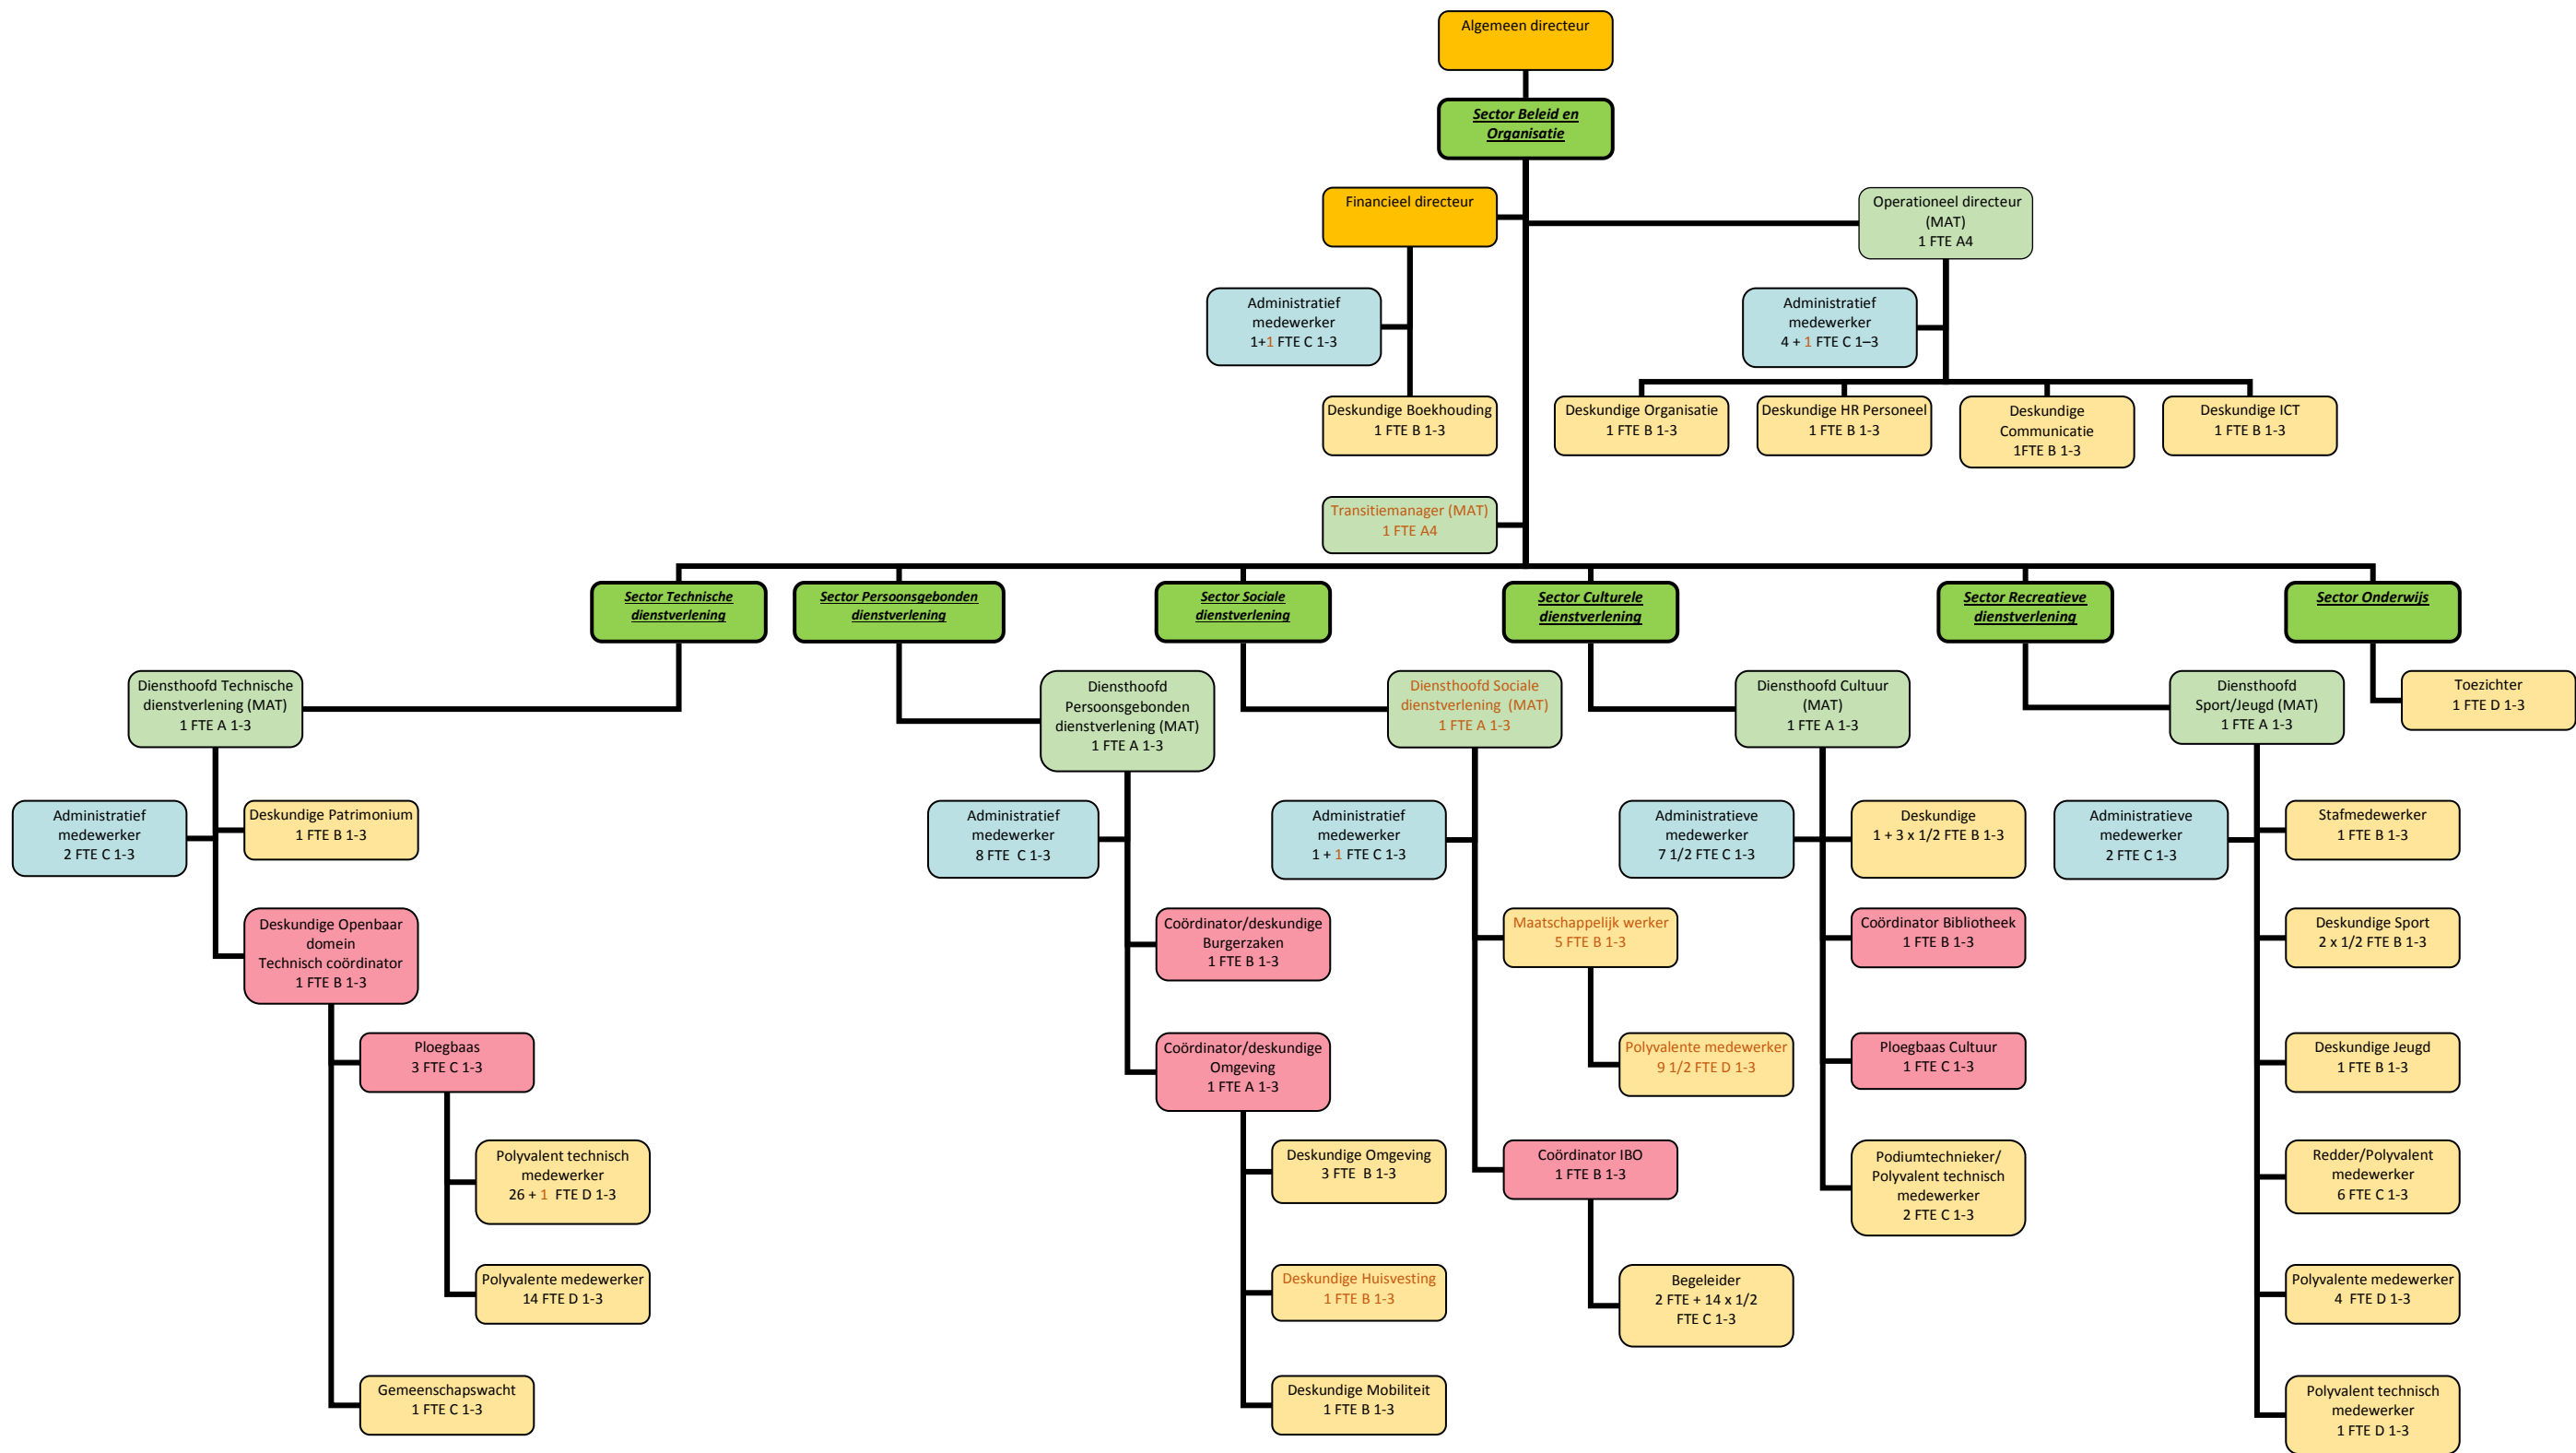 Algemeen directeur
Sector Beleid en
Organisatie
Financieel directeur
Operationeel directeur
(MAT)
1 FTE A4
Administratief
medewerker
1+1 FTE C 1-3
Administratief
medewerker
4 + 1 FTE C 1–3
Deskundige Boekhouding
1 FTE B 1-3
Deskundige Organisatie
1 FTE B 1-3
Deskundige HR Personeel
1 FTE B 1-3
Deskundige
Communicatie
1FTE B 1-3
Deskundige ICT
1 FTE B 1-3
Transitiemanager (MAT)
1 FTE A4
Sector Technische
dienstverlening
Sector Persoonsgebonden
dienstverlening
Sector Sociale
dienstverlening
Sector Culturele
dienstverlening
Sector Recreatieve
dienstverlening
Sector Onderwijs
Diensthoofd Technische
dienstverlening (MAT)
1 FTE A 1-3
Diensthoofd
Persoonsgebonden
dienstverlening (MAT)
1 FTE A 1-3
Diensthoofd Sociale
dienstverlening (MAT)
1 FTE A 1-3
Diensthoofd Cultuur
(MAT)
1 FTE A 1-3
Diensthoofd
Sport/Jeugd (MAT)
1 FTE A 1-3
Toezichter
1 FTE D 1-3
Administratief
medewerker
2 FTE C 1-3
Deskundige Patrimonium
1 FTE B 1-3
Administratief
medewerker
8 FTE C 1-3
Administratief
medewerker
1 + 1 FTE C 1-3
Administratieve
medewerker
7 1/2 FTE C 1-3
Deskundige
1 + 3 x 1/2 FTE B 1-3
Administratieve
medewerker
2 FTE C 1-3
Stafmedewerker
1 FTE B 1-3
Deskundige Openbaar
domein
Technisch coördinator
1 FTE B 1-3
Coördinator/deskundige
Burgerzaken
1 FTE B 1-3
Maatschappelijk werker
5 FTE B 1-3
Coördinator Bibliotheek
1 FTE B 1-3
Deskundige Sport
2 x 1/2 FTE B 1-3
Ploegbaas
3 FTE C 1-3
Coördinator/deskundige
Omgeving
1 FTE A 1-3
Polyvalente medewerker
9 1/2 FTE D 1-3
Ploegbaas Cultuur
1 FTE C 1-3
Deskundige Jeugd
1 FTE B 1-3
Polyvalent technisch
medewerker
26 + 1 FTE D 1-3
Deskundige Omgeving
3 FTE B 1-3
Coördinator IBO
1 FTE B 1-3
Podiumtechnieker/
Polyvalent technisch
medewerker
2 FTE C 1-3
Redder/Polyvalent
medewerker
6 FTE C 1-3
Polyvalente medewerker
14 FTE D 1-3
Deskundige Huisvesting
1 FTE B 1-3
Begeleider
2 FTE + 14 x 1/2
FTE C 1-3
Polyvalente medewerker
4 FTE D 1-3
Gemeenschapswacht
1 FTE C 1-3
Deskundige Mobiliteit
1 FTE B 1-3
Polyvalent technisch
medewerker
1 FTE D 1-3